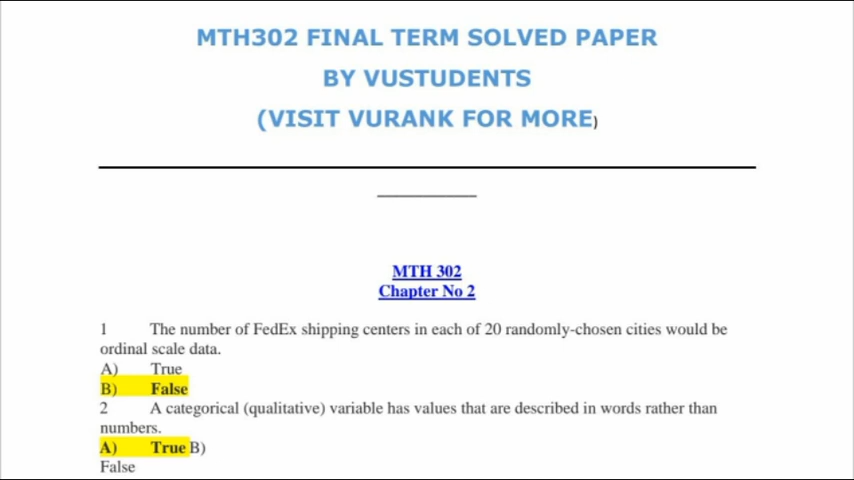 MTH302 FINAL TERM SOLVED PAPER
BY VUSTUDENTS
(VISIT VURANK FOR MORE)
MTH 302
Chapter No 2
1 The number of FedEx shipping centers in each of 20 randomly-chosen cities would be
ordinal scale data.
A) True
B) False
2 A categorical (qualitative) variable has values that are described in words rather than
numbers.
A) True B)
False